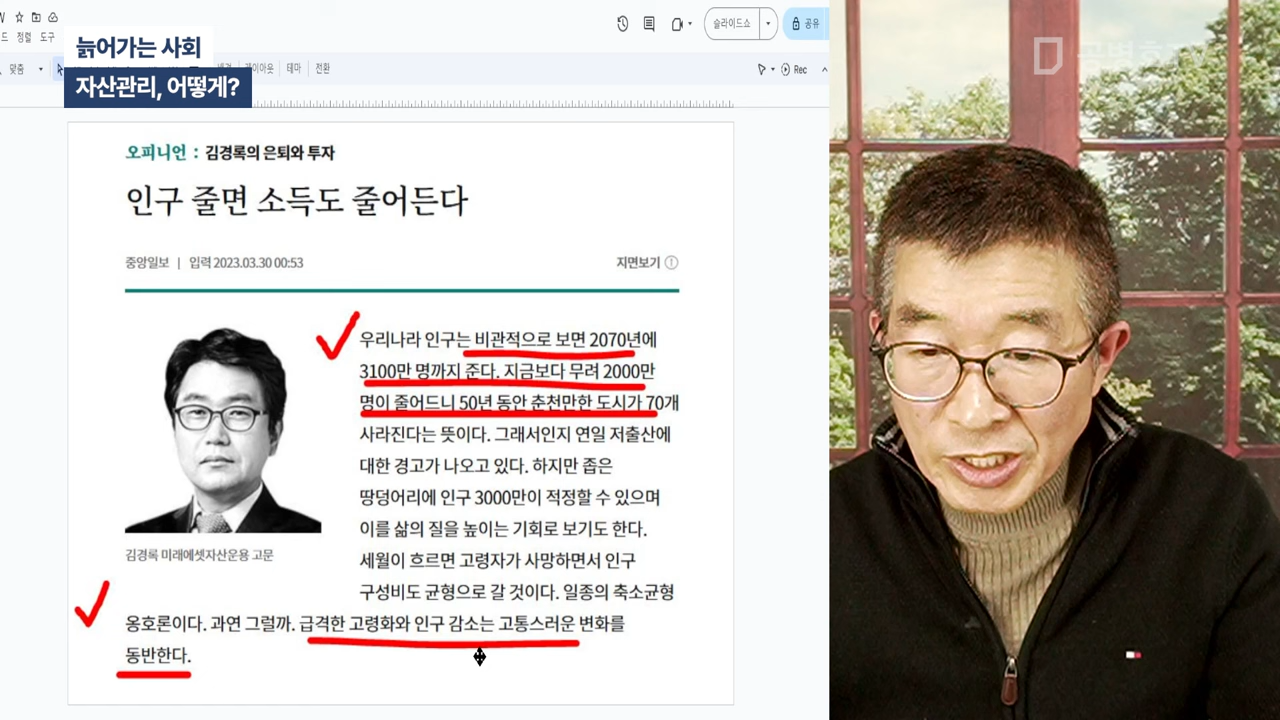 정렬
도구
슬라이드쇼
공유
늙어가는 사회
맞춤
테마
전환
Rec
자산관리, 어떻게?
공병호TV
오피니언 : 김경록의 은퇴와 투자
인구 줄면 소득도 줄어든다
중앙일보 | 입력 2023.03.30 00:53
지면보기
우리나라 인구는 비관적으로 보면 2070년에
3100만 명까지 준다. 지금보다 무려 2000만
명이 줄어드니 50년 동안 춘천만한 도시가 70개
사라진다는 뜻이다. 그래서인지 연일 저출산에
대한 경고가 나오고 있다. 하지만 좁은
땅덩어리에 인구 3000만이 적정할 수 있으며
이를 삶의 질을 높이는 기회로 보기도 한다.
세월이 흐르면 고령자가 사망하면서 인구
구성비도 균형으로 갈 것이다. 일종의 축소균형
김경록 미래에셋자산운용 고문
옹호론이다. 과연 그럴까. 급격한 고령화와 인구 감소는 고통스러운 변화를
동반한다.